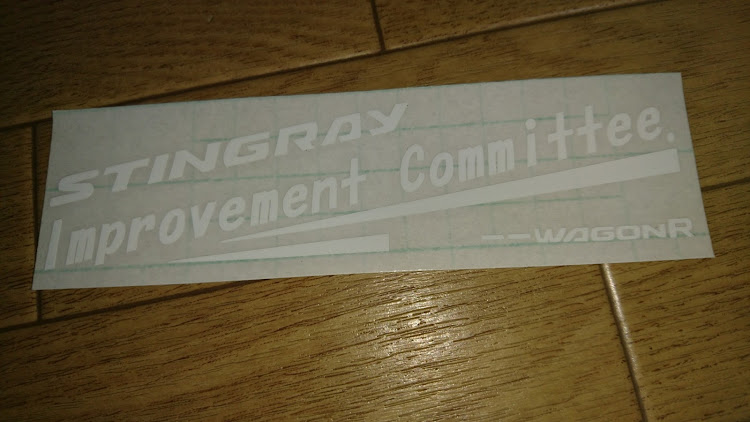 STINGRAY
Improvement Committee.
--WAGONR